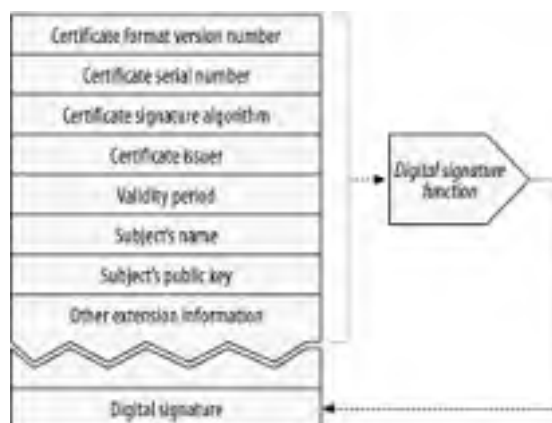 Certificate format version number
Certificate serial number
Certificate signature algorithm
Certificate issuer
Validity period
Subject's name
Subject's public key
Other extension information
Digital signature
function
Digital signature